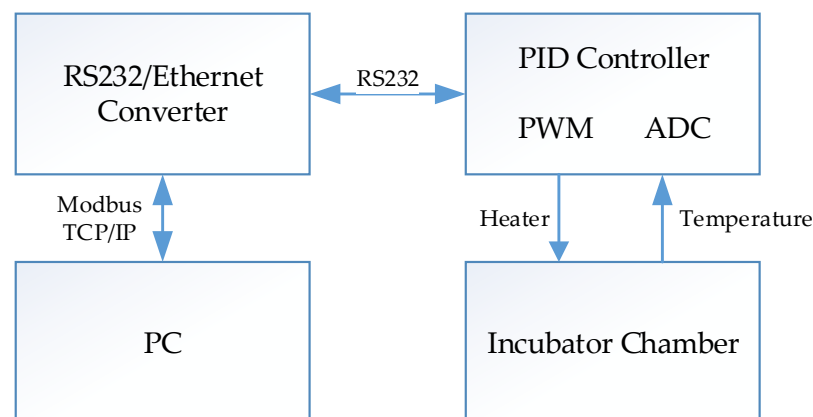 RS232/Ethernet
Converter
RS232
PID Controller
PWM ADC
Modbus
TCP/IP
Heater
Temperature
PC
Incubator Chamber